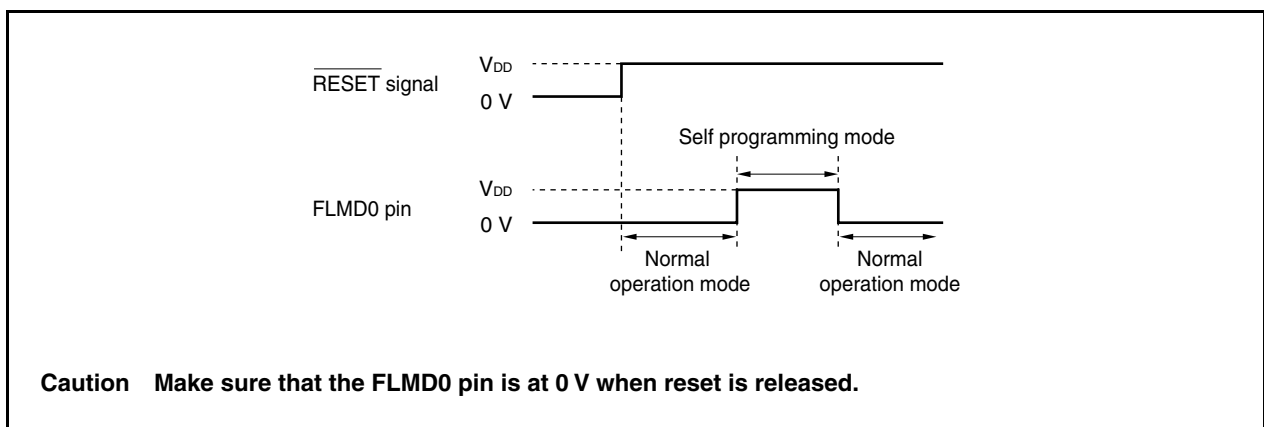 RESET signal
VDD
0 V
Self programming mode
FLMD0 pin
VDD
0 V
Normal
operation mode
Normal
operation mode
Caution Make sure that the FLMD0 pin is at 0 V when reset is released.